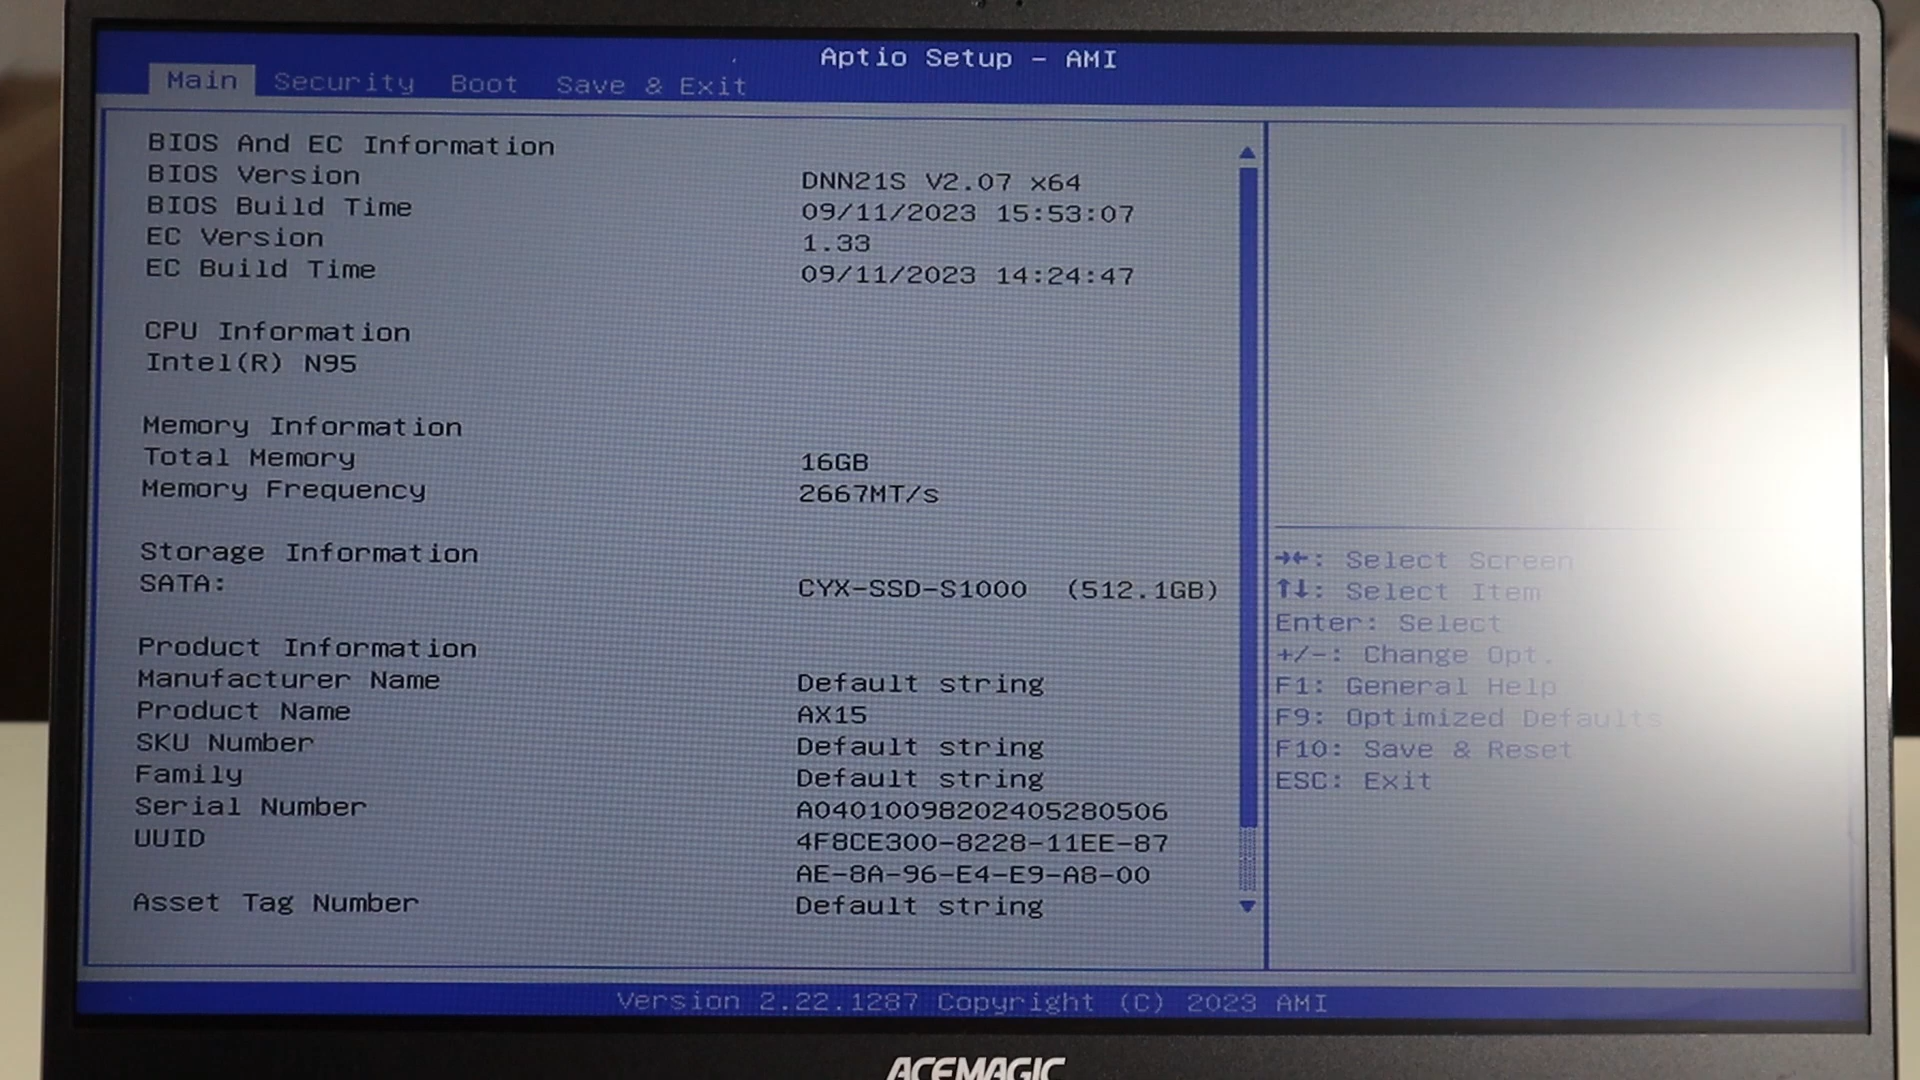 Aptio Setup - AMI
Main Security Boot Save & Exit
BIOS And EC Information
BIOS Version DNN21S V2.07 x64
BIOS Build Time 09/11/2023 15:53:07
EC Version 1.33
EC Build Time 09/11/2023 14:24:47
CPU Information
Intel(R) N95
Memory Information
Total Memory 16GB
Memory Frequency 2667MT/s
Storage Information
SATA: CYX-SSD-S1000 (512.1GB)
Product Information
Manufacturer Name Default string
Product Name AX15
SKU Number Default string
Family Default string
Serial Number A04010098202405280506
UUID 4F8CE300-8228-11EE-87
AE-8A-96-E4-E9-A8-00
Asset Tag Number Default string
→←: Select Screen
↑↓: Select Item
Enter: Select
+/-: Change Opt.
F1: General Help
F9: Optimized Defaults
F10: Save & Reset
ESC: Exit
Version 2.22.1287 Copyright (C) 2023 AMI
ACEMAGIC